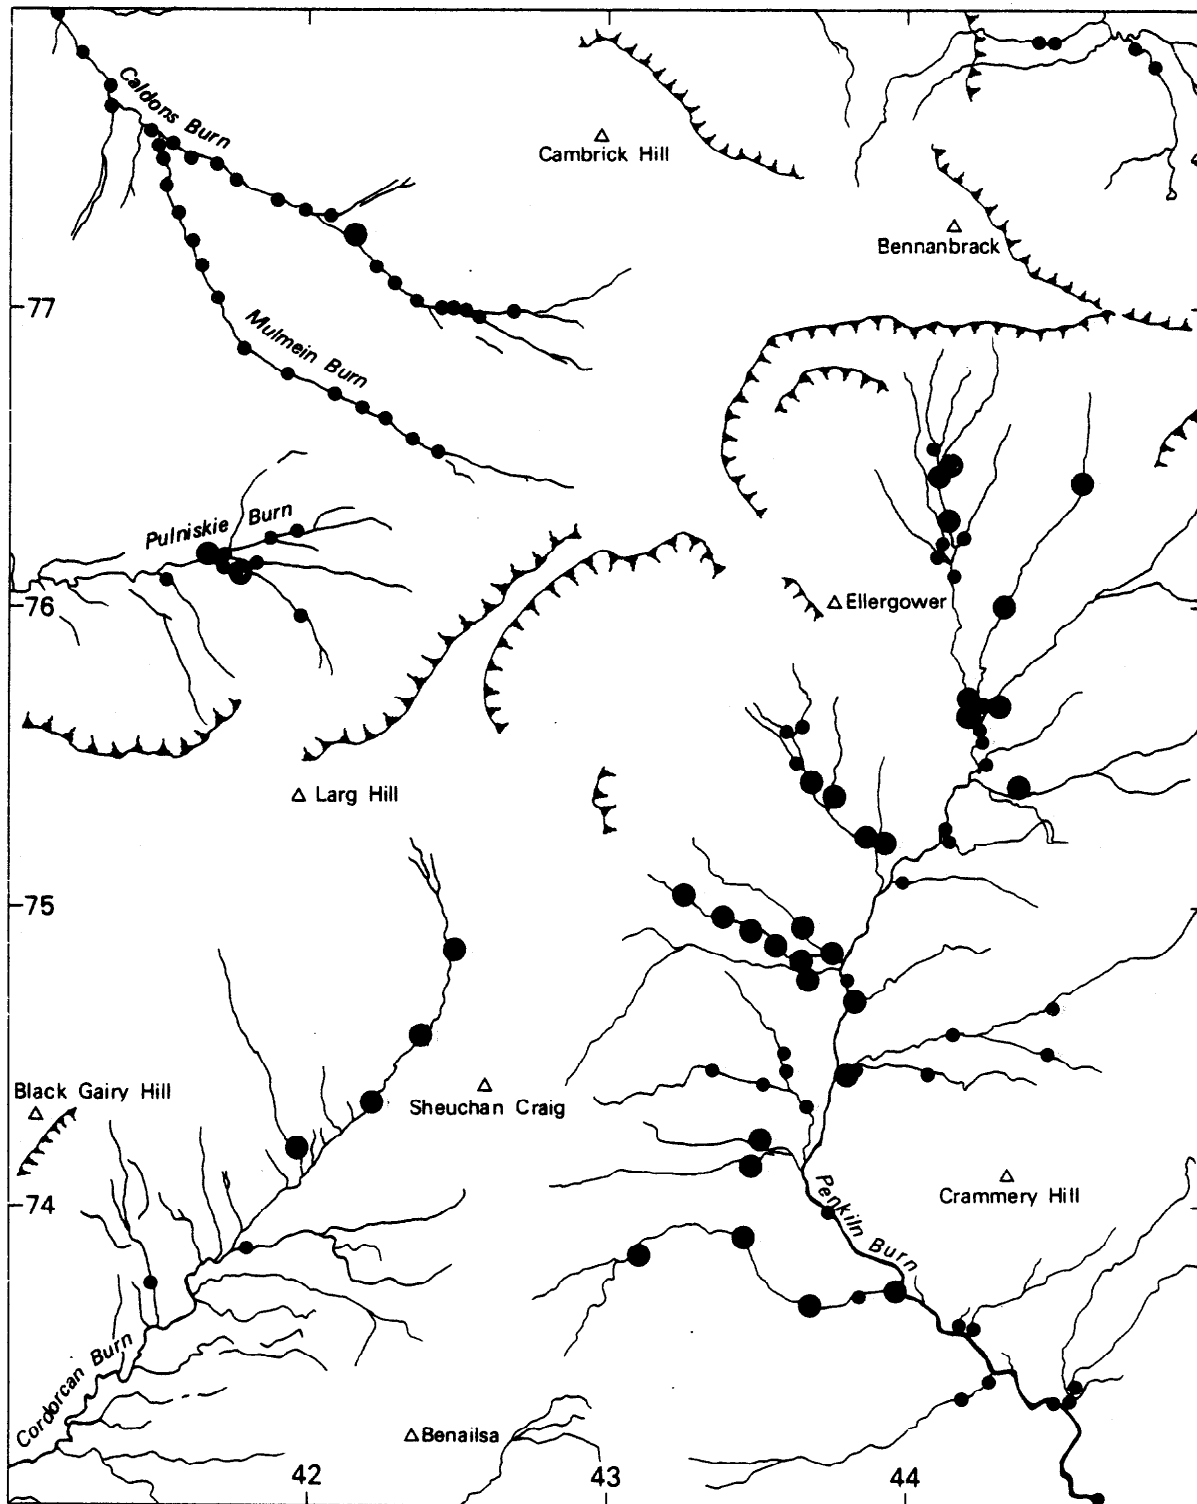 Caldons Burn
Cambrick Hill
Bennanbrack
77
Mulmein Burn
Pulniskie Burn
76
Ellergower
Larg Hill
75
Black Gairy Hill
Sheuchan Craig
74
Penkiln Burn
Crammery Hill
Cordorcan Burn
Benailsa
42
43
44